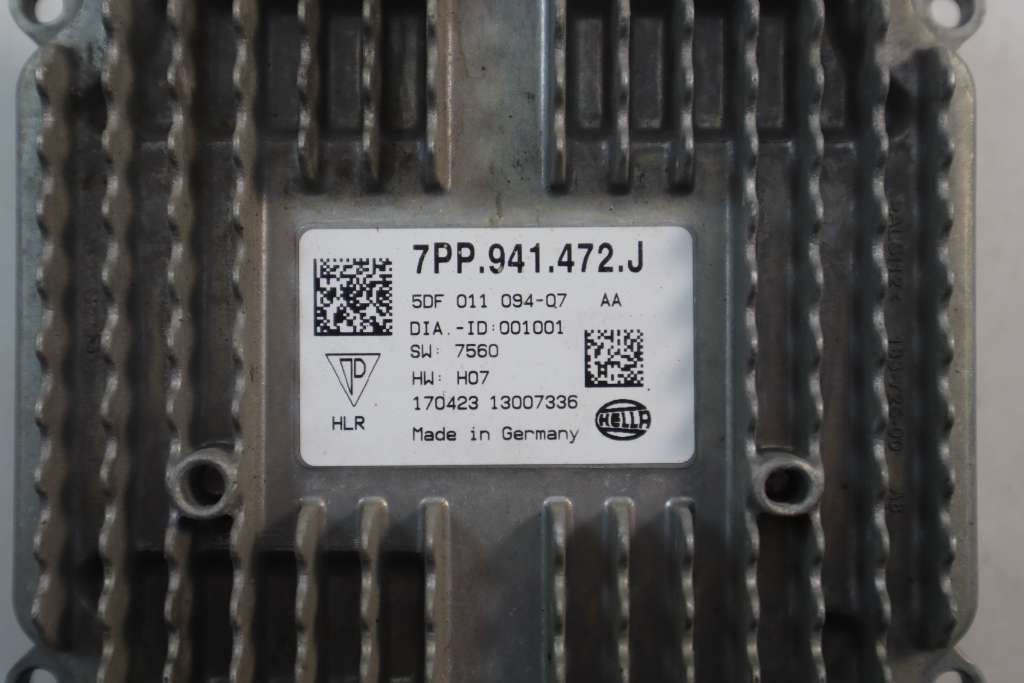 7PP.941.472.J
5DF 011 094-07 AA
DIA.-ID:001001
SW: 7560
HW: H07
170423 13007336
Made in Germany
HLR
HELLA